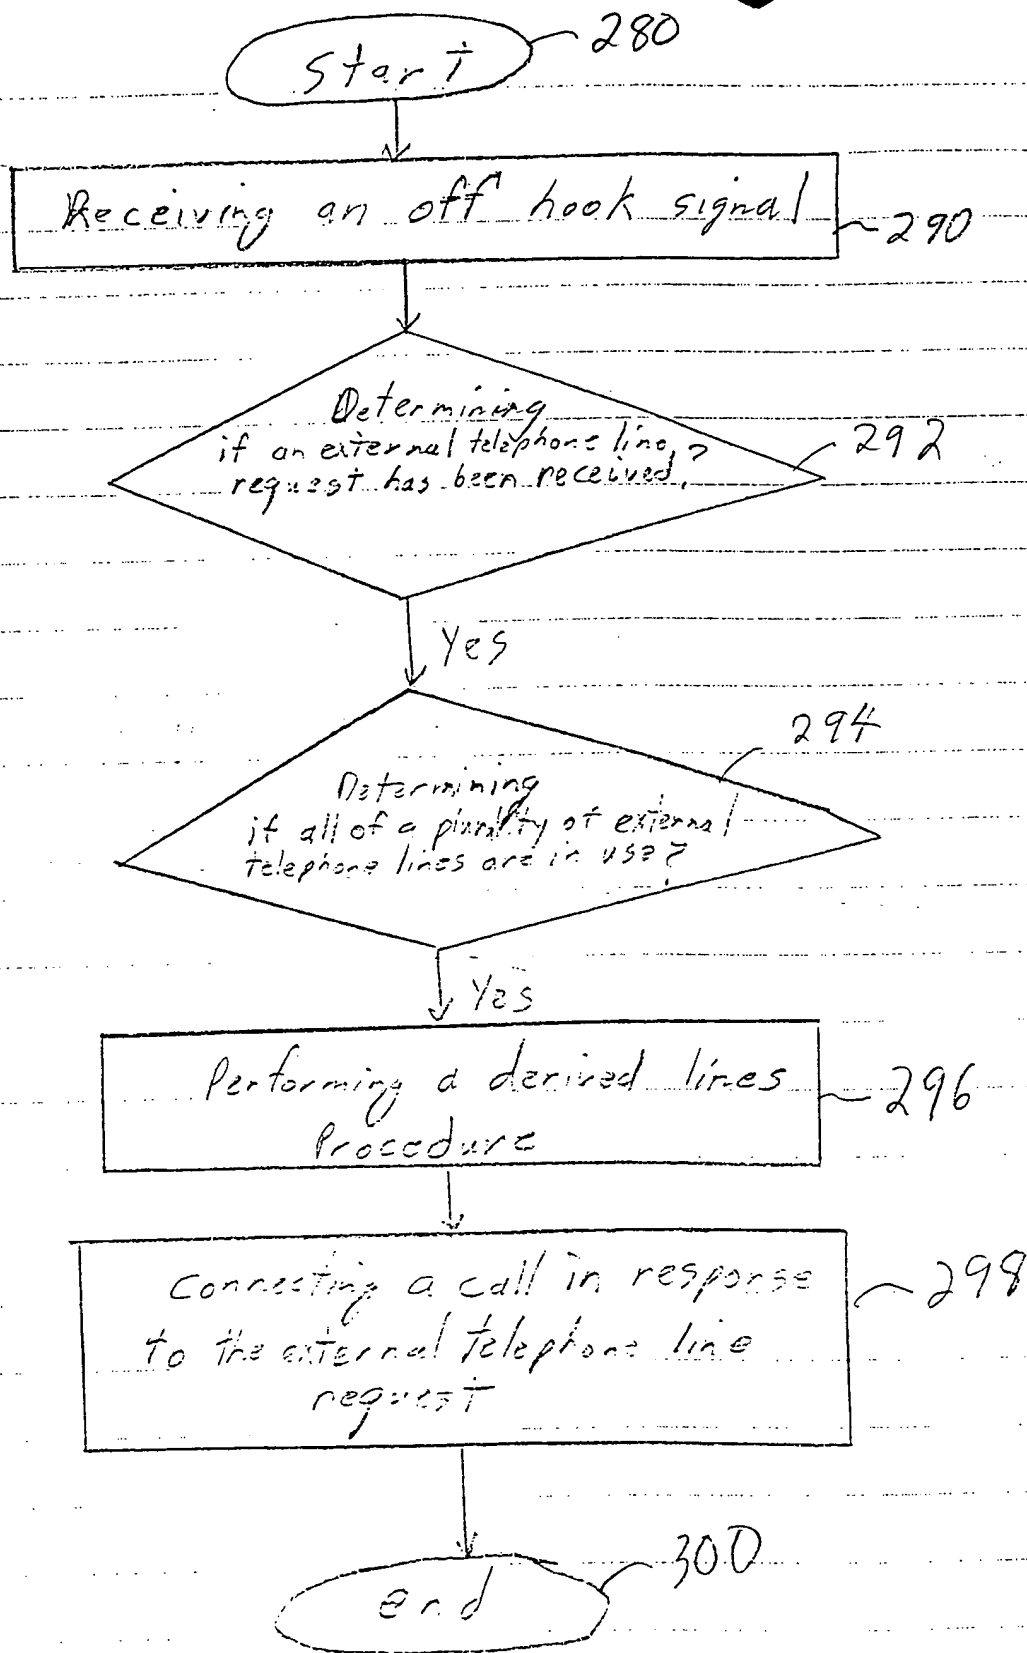 Start
280
Receiving an off hook signal
290
Determining
if an external telephone line
request has been received?
292
Yes
294
Determining
if all of a plurality of external
telephone lines are in use?
Yes
Performing a derived lines
Procedure
296
Connecting a call in response
to the external telephone line
request
298
end
300